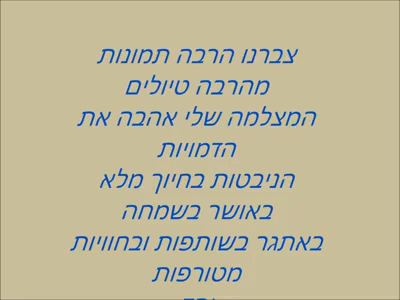 צברנו הרבה תמונות
מהרבה טיולים
המצלמה שלי אהבה את
הדמויות
הניבטות בחיוך מלא
באושר בשמחה
באתגר בשותפות ובחוויות
מטורפות